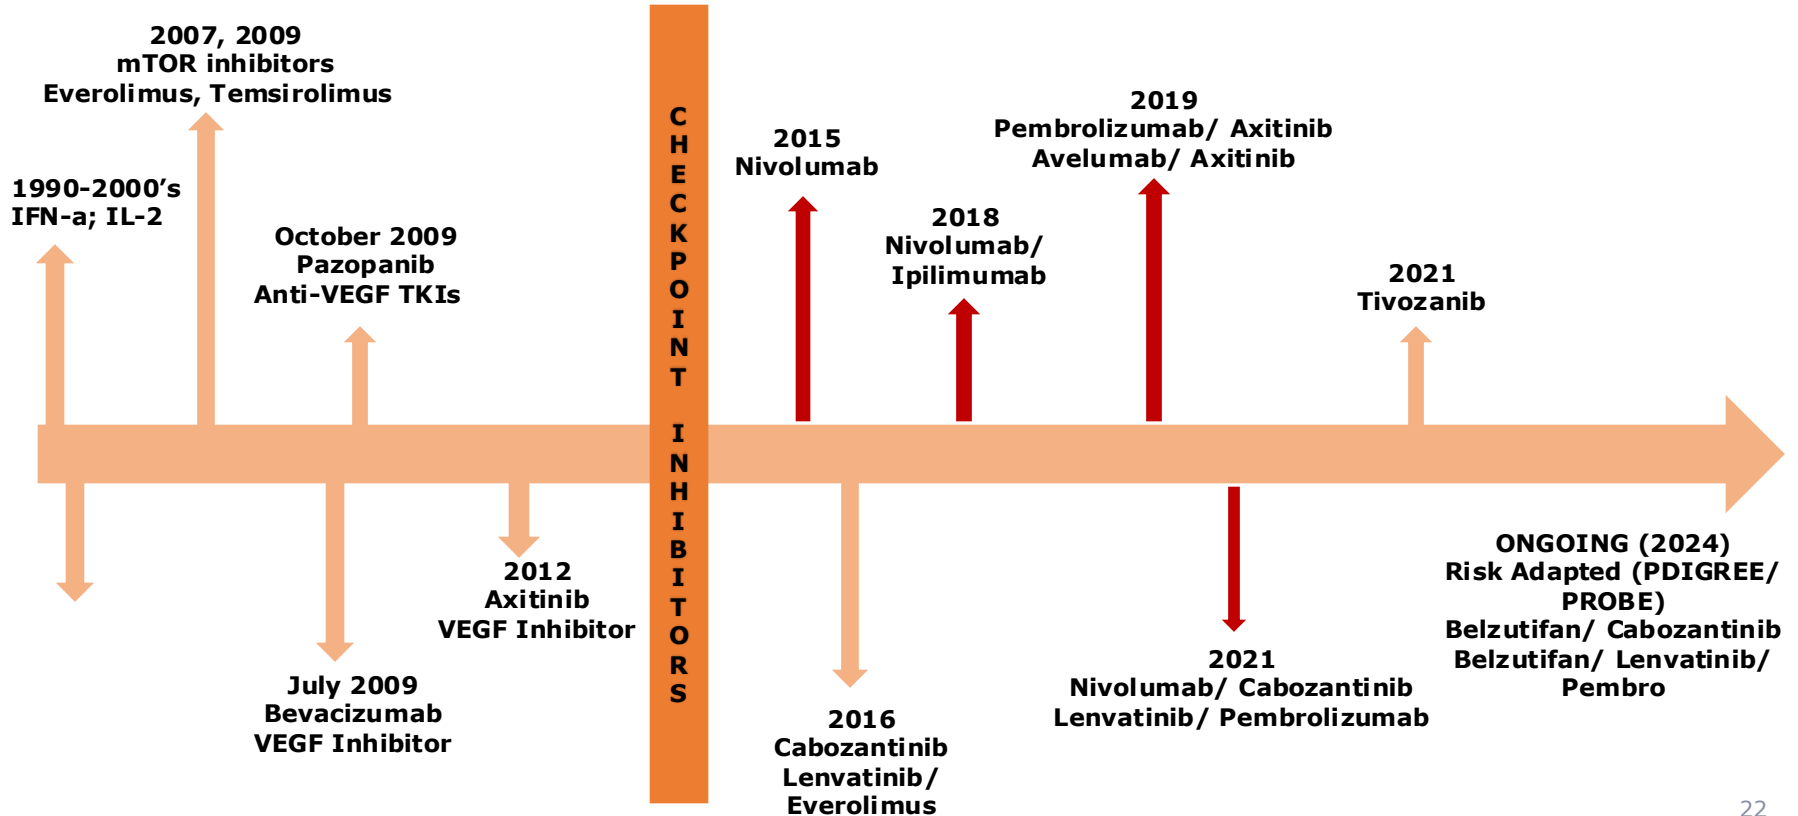 2007, 2009
mTOR inhibitors
Everolimus, Temsirolimus
1990-2000’s
IFN-a; IL-2
October 2009
Pazopanib
Anti-VEGF TKIs
July 2009
Bevacizumab
VEGF Inhibitor
2012
Axitinib
VEGF Inhibitor
CHECKPOINT INHIBITORS
2015
Nivolumab
2018
Nivolumab/
Ipilimumab
2019
Pembrolizumab/ Axitinib
Avelumab/ Axitinib
2021
Tivozanib
2016
Cabozantinib
Lenvatinib/
Everolimus
2021
Nivolumab/ Cabozantinib
Lenvatinib/ Pembrolizumab
ONGOING (2024)
Risk Adapted (PDIGREE/
PROBE)
Belzutifan/ Cabozantinib
Belzutifan/ Lenvatinib/
Pembro
22